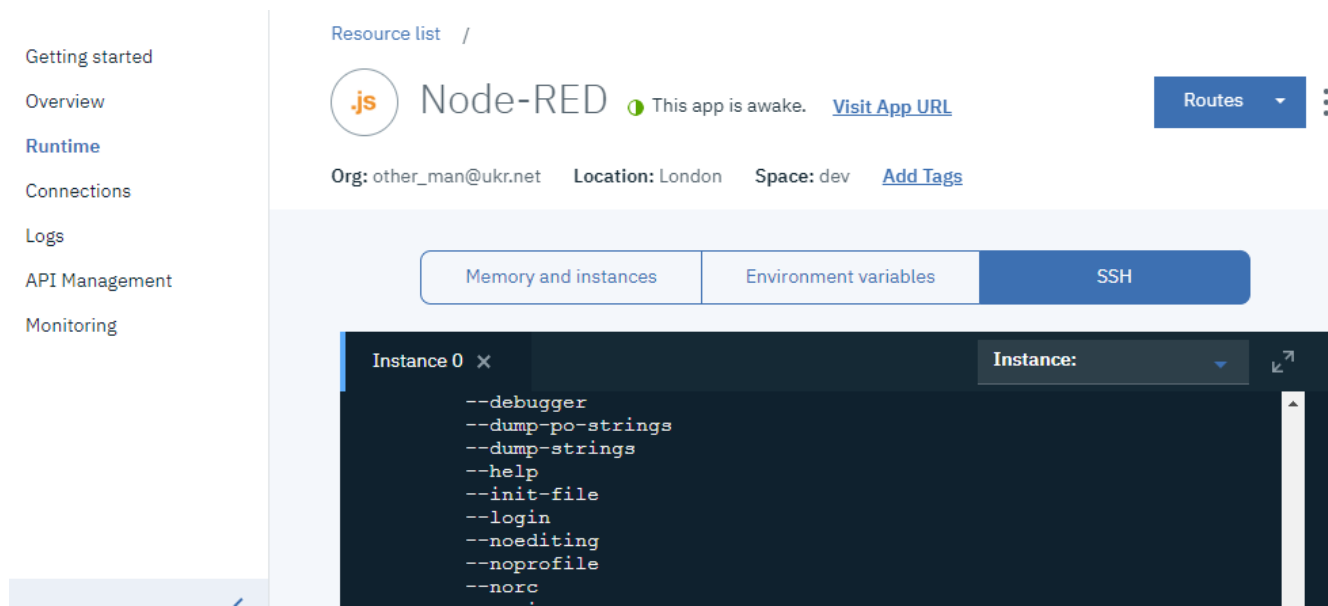 Getting started
Overview
Runtime
Connections
Logs
API Management
Monitoring
Resource list /
.js Node-RED This app is awake. Visit App URL Routes
Org: other_man@ukr.net Location: London Space: dev Add Tags
Memory and instances Environment variables SSH
Instance 0 × Instance:
--debugger
--dump-po-strings
--dump-strings
--help
--init-file
--login
--noediting
--noprofile
--norc